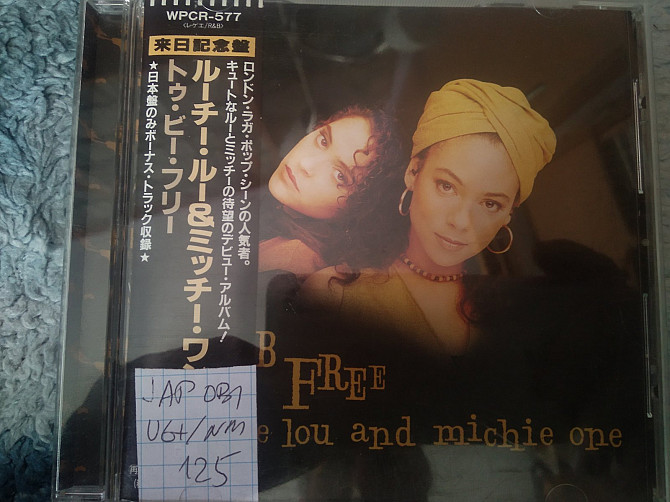 WPCR-577
(レゲエ/R&B)
来日記念盤
ロンドン・ラガ・ポップ・シーンの人気者。
キュートなルーとミッチーの待望のデビュー・アルバム!
ルーチー・ルー&ミッチー・ワン
トゥ・ビー・フリー
★日本盤のみボーナス・トラック収録★
B
FREE
e lou and michie one
JAP OBI
VG+/NM
125
再